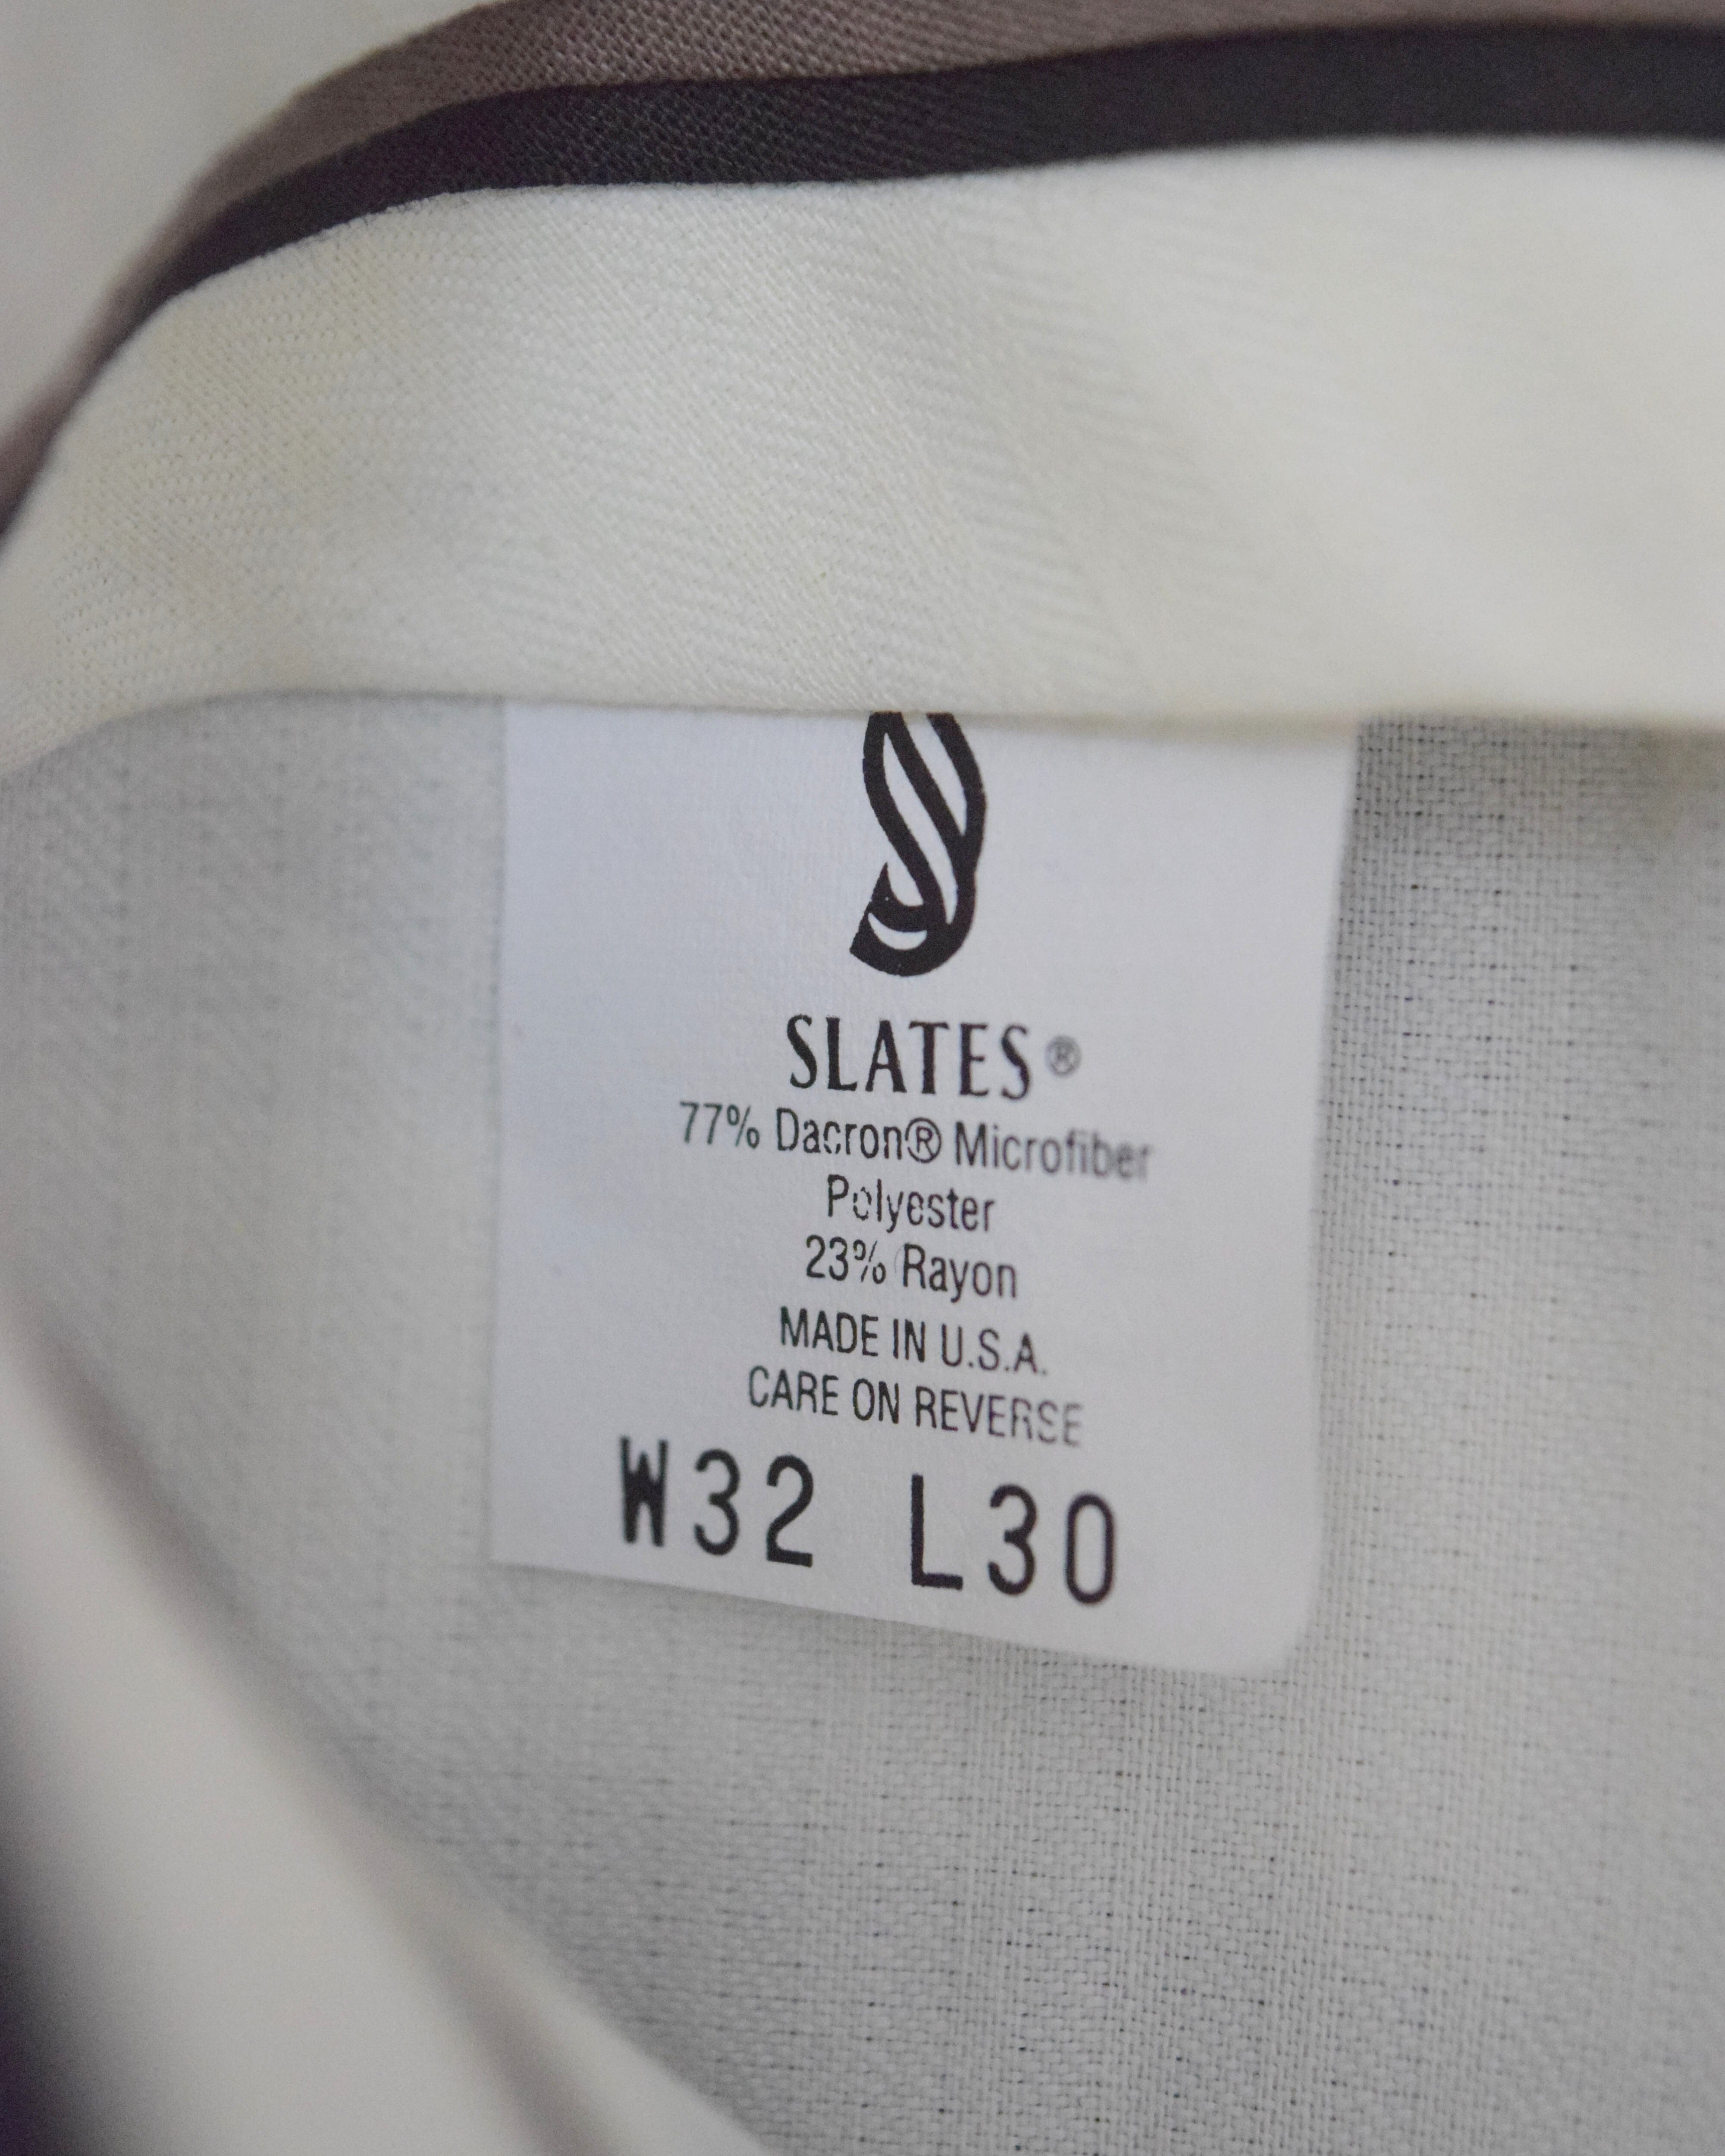 SLATES®
77% Dacron® Microfiber
Polyester
23% Rayon
MADE IN U.S.A.
CARE ON REVERSE
W32 L30